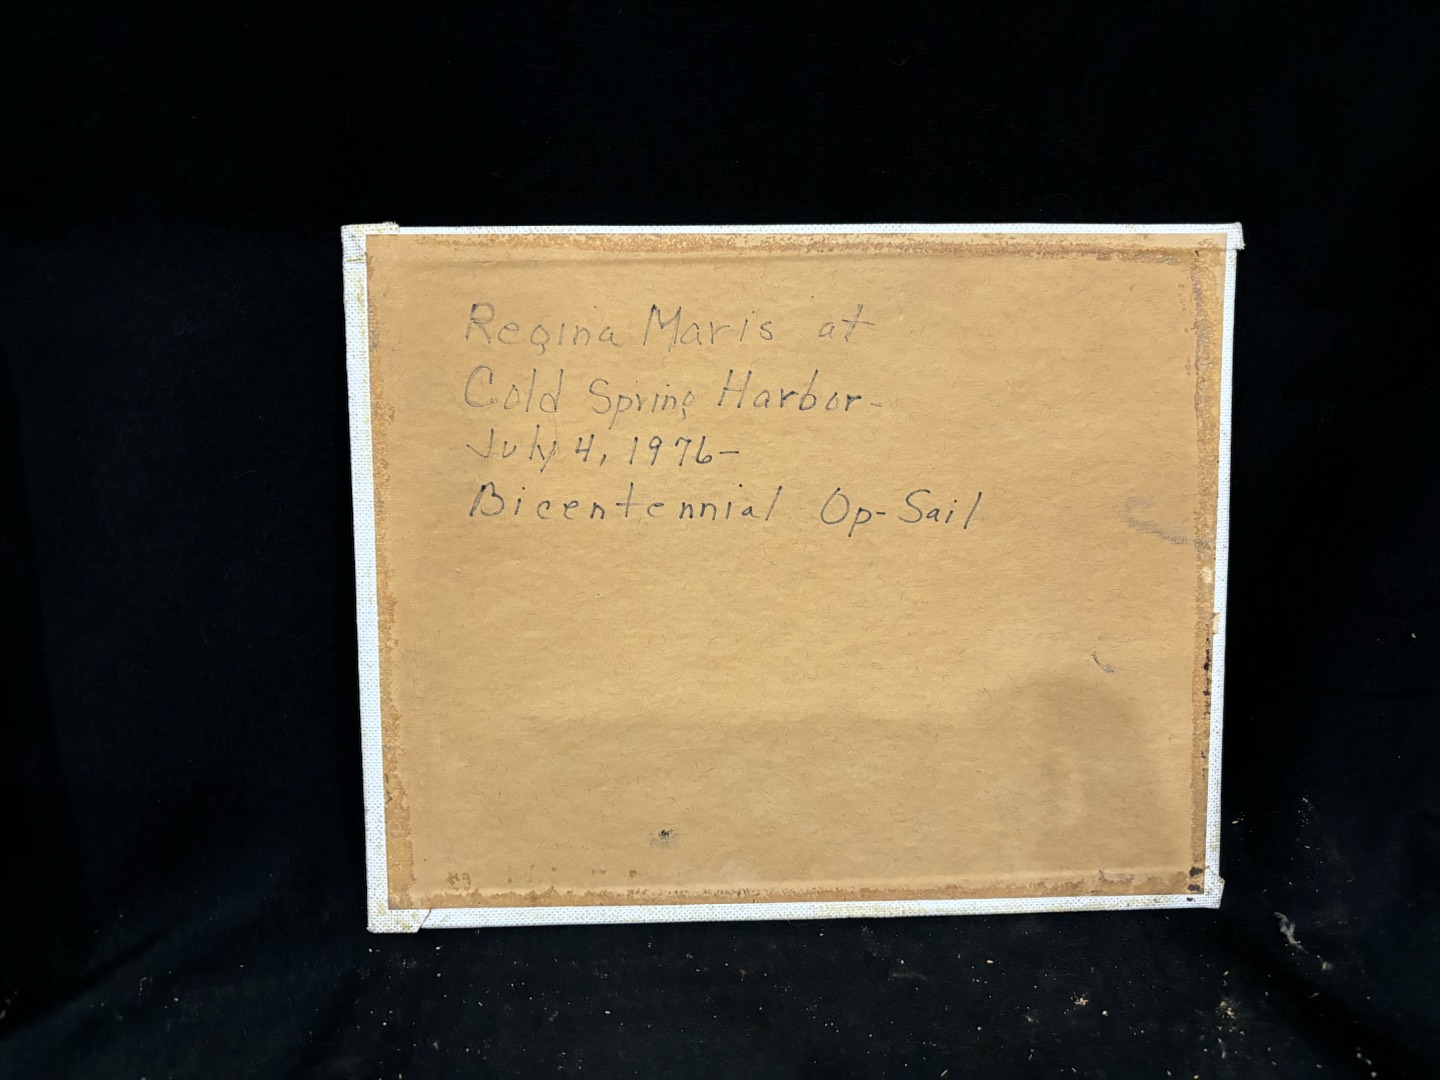 Regina Maris at
Cold Spring Harbor-
July 4, 1976-
Bicentennial Op-Sail